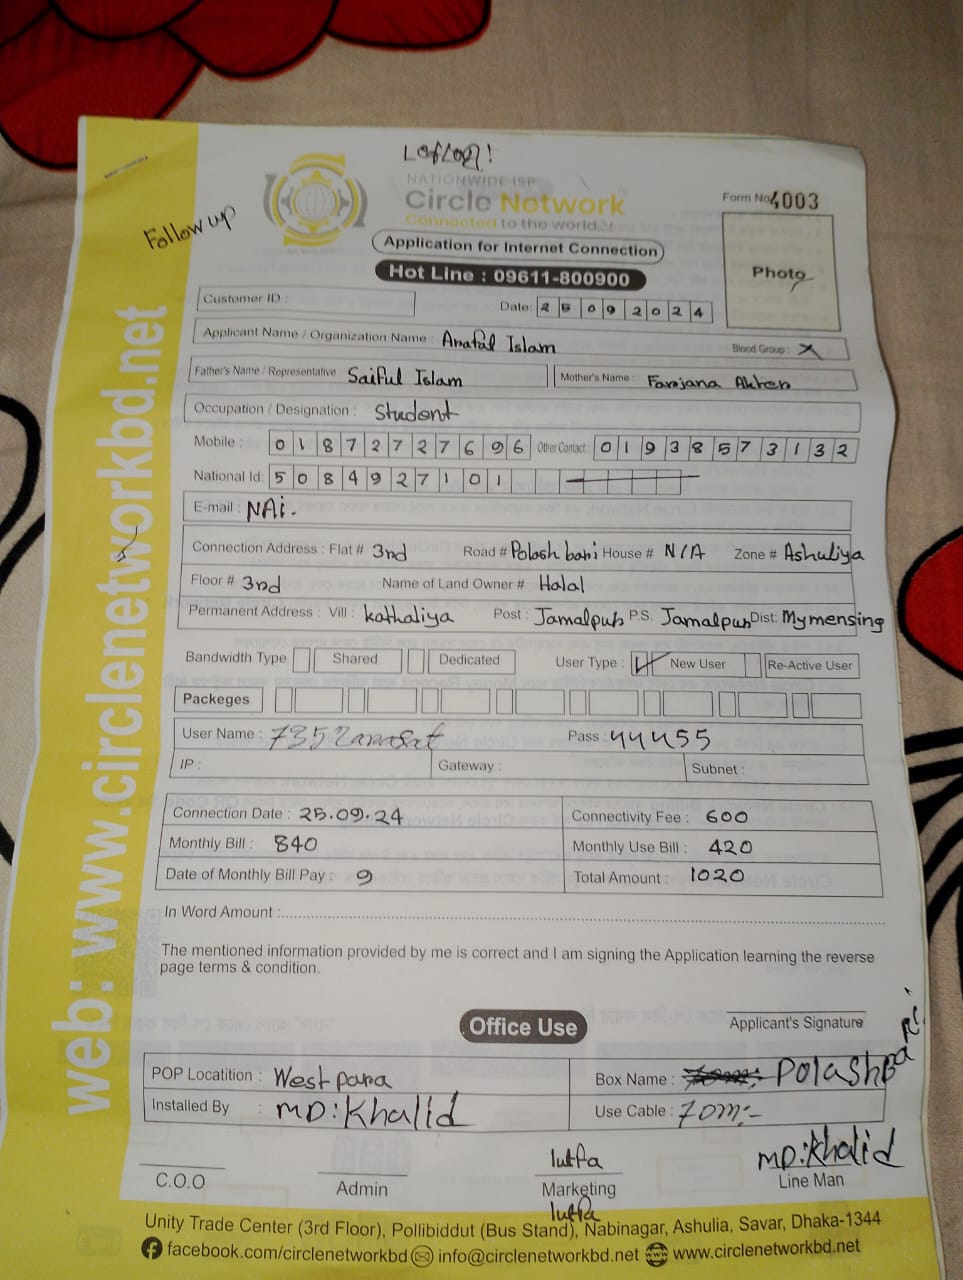 NATIONWIDE ISP
Circle Network
Connected to the world
Follow up
Form No. 4003
Application for Internet Connection
Hot Line : 09611-800900
Photo
Customer ID :
Date: 25 09 2024
Applicant Name / Organization Name : Arafat Islam
Blood Group : X
Father's Name / Representative : Saiful Islam
Mother's Name : Farjana Akter
Occupation / Designation : Student
Mobile : 01872727696 Other Contact : 01938573132
National Id: 5084927101
E-mail : NAi.
Connection Address : Flat # 3rd Road # Polash bari House # N/A Zone # Ashuliya
Floor # 3rd Name of Land Owner # Halal
Permanent Address : Vill : kathaliya Post : Jamalpur P.S. Jamalpur Dist: Mymensing
Bandwidth Type Shared Dedicated User Type : New User Re-Active User
Packeges
User Name : Pass : 44455
IP : Gateway : Subnet :
Connection Date : 25.09.24 Connectivity Fee : 600
Monthly Bill : 840 Monthly Use Bill : 420
Date of Monthly Bill Pay : 9 Total Amount : 1020
In Word Amount :
The mentioned information provided by me is correct and I am signing the Application learning the reverse
page terms & condition.
Applicant's Signature
Office Use
POP Locatition : West para Box Name : Polashbari
Installed By : MD:Khalid Use Cable : 70m:-
lutfa
MD:Khalid
C.O.O Admin Marketing Line Man
lutfa
Unity Trade Center (3rd Floor), Pollibiddut (Bus Stand), Nabinagar, Ashulia, Savar, Dhaka-1344
facebook.com/circlenetworkbd info@circlenetworkbd.net www.circlenetworkbd.net
web: www.circlenetworkbd.net